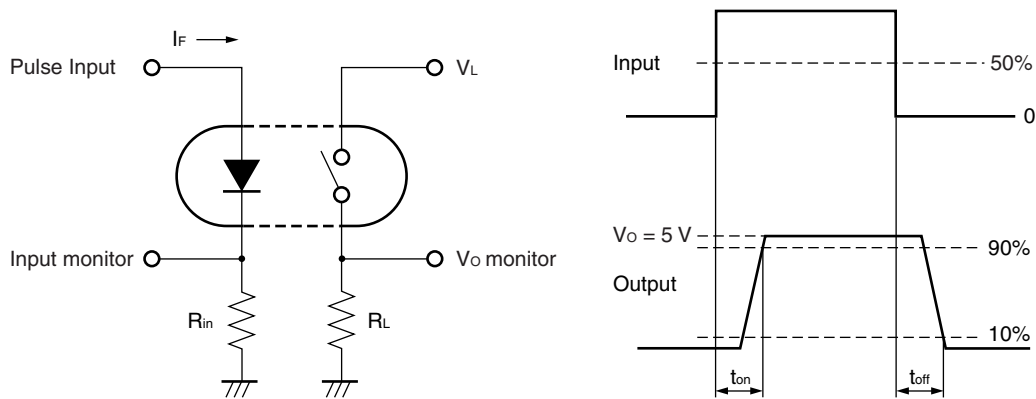 IF
Pulse Input
VL
Input monitor
VO monitor
Rin
RL
Input
50%
0
VO = 5 V
90%
Output
10%
ton
toff